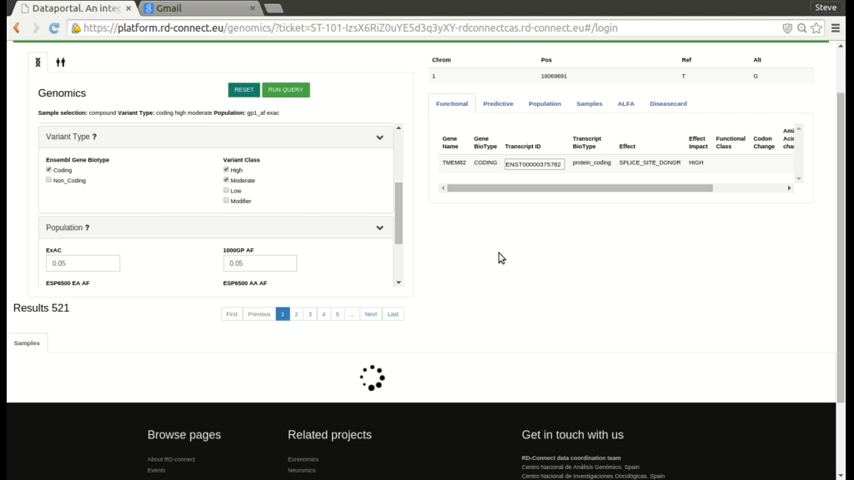 Dataportal. An integ
Gmail
Steve
https://platform.rd-connect.eu/genomics/?ticket=ST-101-IzsX6RiZ0uYE5d3q3yXY-rdconnectcas.rd-connect.eu#/login
Genomics
RESET
RUN QUERY
Sample selection: compound Variant Type: coding high moderate Population: gp1_af exac
Variant Type ?
Ensembl Gene Biotype
Variant Class
Coding
Non_Coding
High
Moderate
Low
Modifier
Population ?
ExAC
1000GP AF
0.05
0.05
ESP6500 EA AF
ESP6500 AA AF
Chrom Pos Ref Alt
1 16069691 T G
Functional Predictive Population Samples ALFA Diseasecard
Gene Name
Gene BioType
Transcript ID
Transcript BioType
Effect
Effect Impact
Functional Class
Codon Change
TMEM82 CODING ENST00000375782 protein_coding SPLICE_SITE_DONOR HIGH
Results 521
First Previous 1 2 3 4 5 ... Next Last
Samples
Browse pages
About RD-connect
Events
Related projects
Eurenomics
Neuromics
Get in touch with us
RD-Connect data coordination team
Centro Nacional de Análisis Genómico, Spain
Centro Nacional de Investigaciones Oncológicas, Spain